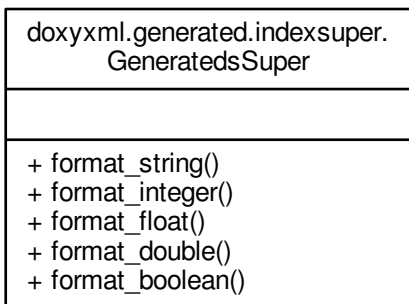 doxyxml.generated.indexsuper.
GeneratedsSuper
+ format_string()
+ format_integer()
+ format_float()
+ format_double()
+ format_boolean()